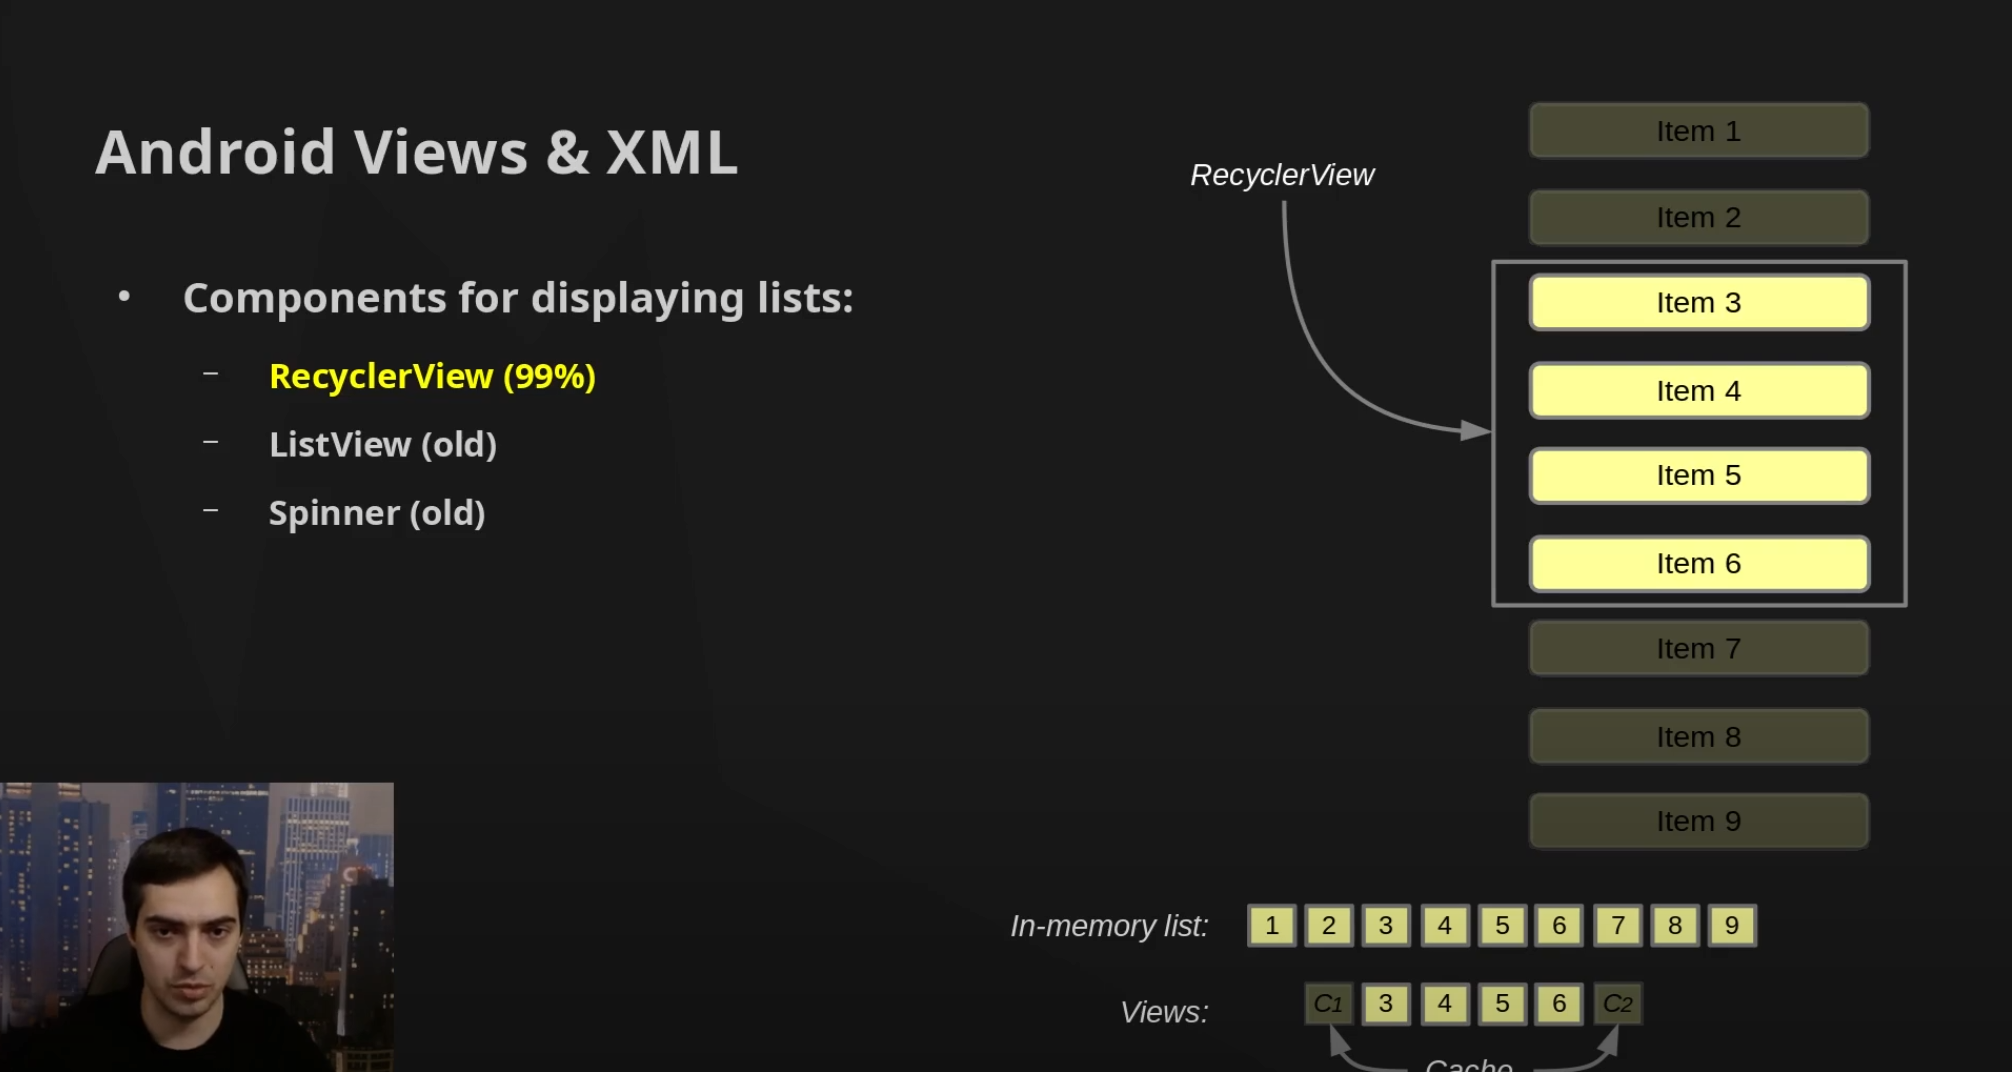 Android Views & XML
• Components for displaying lists:
– RecyclerView (99%)
– ListView (old)
– Spinner (old)
RecyclerView
Item 1
Item 2
Item 3
Item 4
Item 5
Item 6
Item 7
Item 8
Item 9
In-memory list: 1 2 3 4 5 6 7 8 9
Views: C1 3 4 5 6 C2
Cache